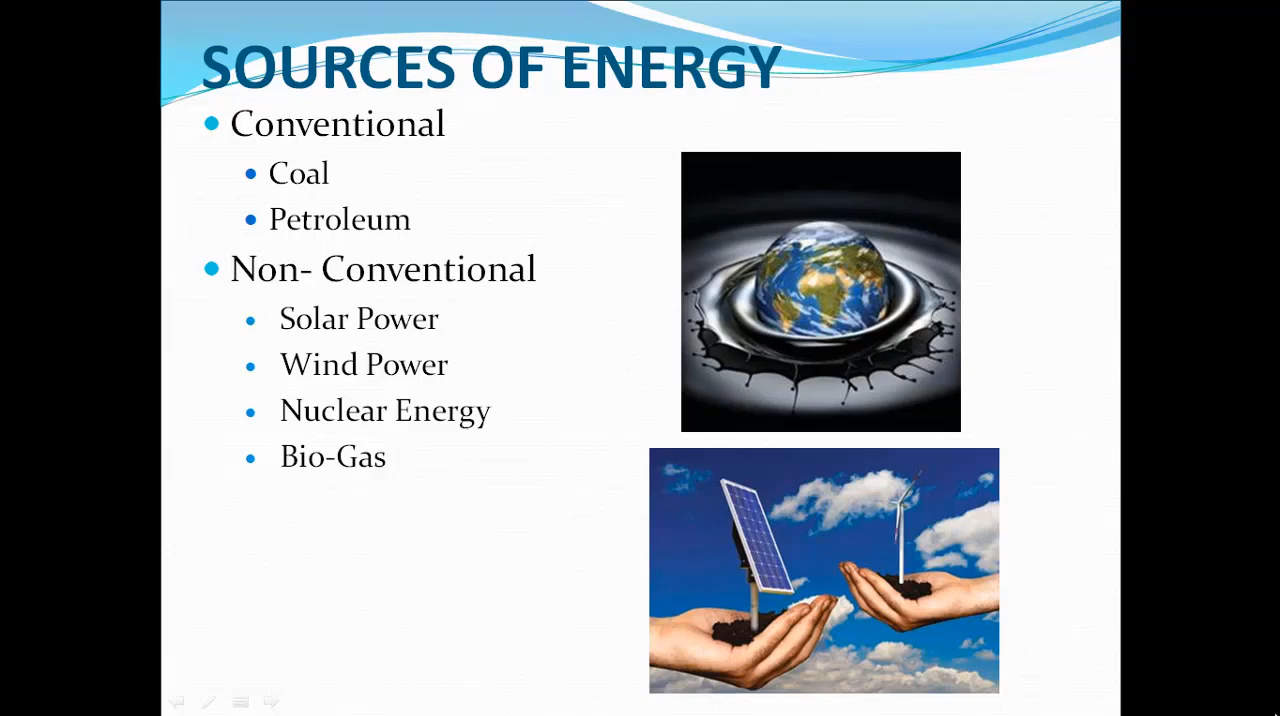 SOURCES OF ENERGY
Conventional
Coal
Petroleum
Non- Conventional
Solar Power
Wind Power
Nuclear Energy
Bio-Gas